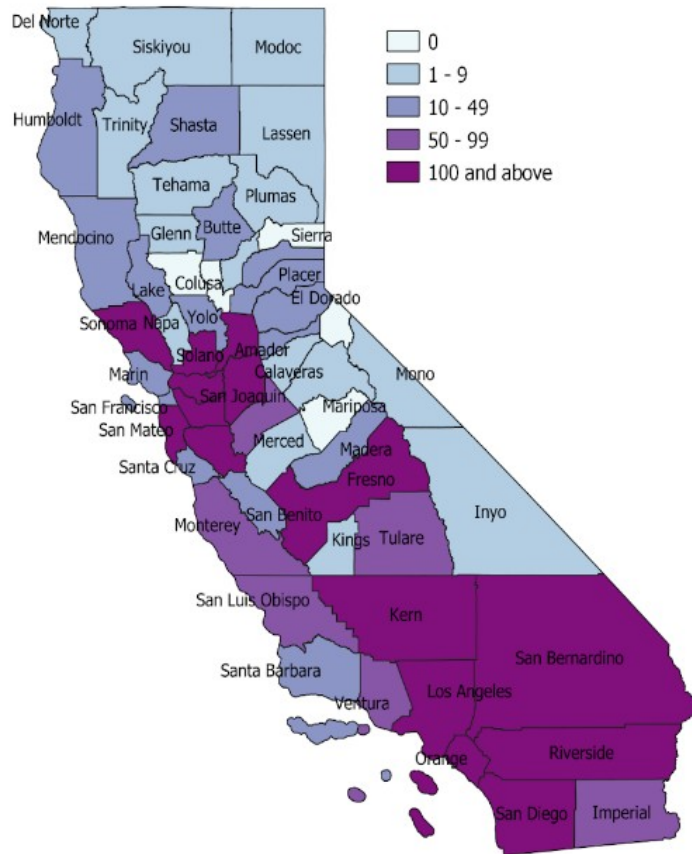 Del Norte
Siskiyou
Modoc
0
1 - 9
10 - 49
50 - 99
100 and above
Humboldt
Trinity
Shasta
Lassen
Tehama
Plumas
Mendocino
Glenn
Butte
Sierra
Lake
Colusa
Placer
El Dorado
Sonoma
Napa
Yolo
Solano
Amador
Marin
Calaveras
Mono
San Francisco
San Joaquin
Mariposa
San Mateo
Merced
Madera
Santa Cruz
Fresno
Monterey
San Benito
Kings
Tulare
Inyo
San Luis Obispo
Kern
Santa Barbara
San Bernardino
Ventura
Los Angeles
Orange
Riverside
San Diego
Imperial